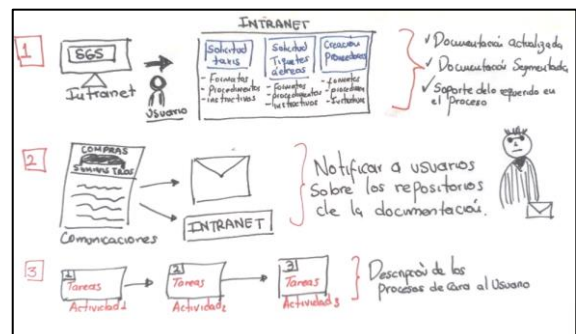 1
SGS
Intranet
Usuario
INTRANET
Solicitud
taxis
- Formatos
- Procedimientos
- instructivos
Solicitud
Tiquetes
aéreos
- Formatos
- procedimientos
- instructivos
Creación
Proveedores
- formatos
✓ Documentación actualizada
✓ Documentación Segmentada
✓ Soporte de lo requerido en
el Proceso
2
COMPRAS
SUMINISTROS
Comunicaciones
INTRANET
Notificar a usuarios
Sobre los repositorios
de la documentación.
3
1
Tareas
Actividad 1
2
Tareas
Actividad 2
3
Tareas
Actividad 3
Descripción de los
Procesos de Cara al Usuario